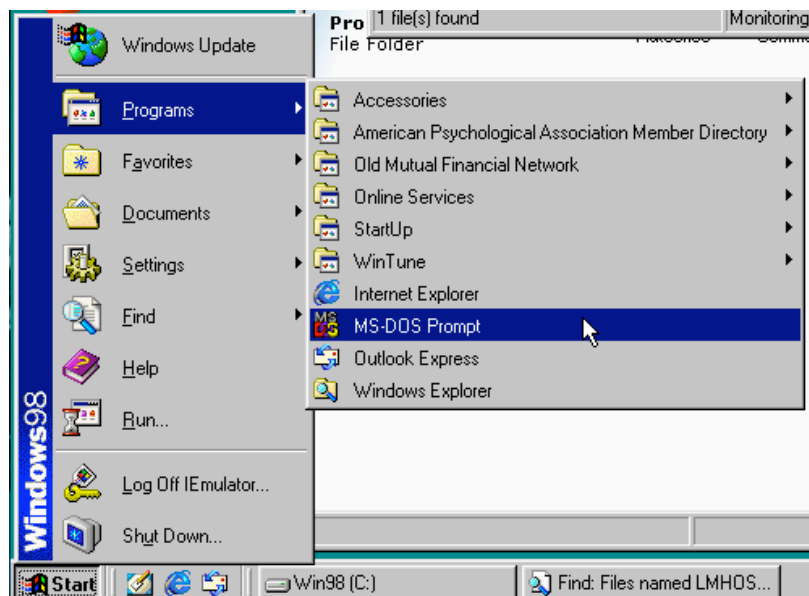 Windows Update
Programs
Favorites
Documents
Settings
Find
Help
Run...
Log Off IEmulator...
Shut Down...
Windows98
Pro
File Folder
1 file(s) found
Monitoring
Accessories
American Psychological Association Member Directory
Old Mutual Financial Network
Online Services
StartUp
WinTune
Internet Explorer
MS-DOS Prompt
Outlook Express
Windows Explorer
Start
Win98 (C:)
Find: Files named LMHOS...